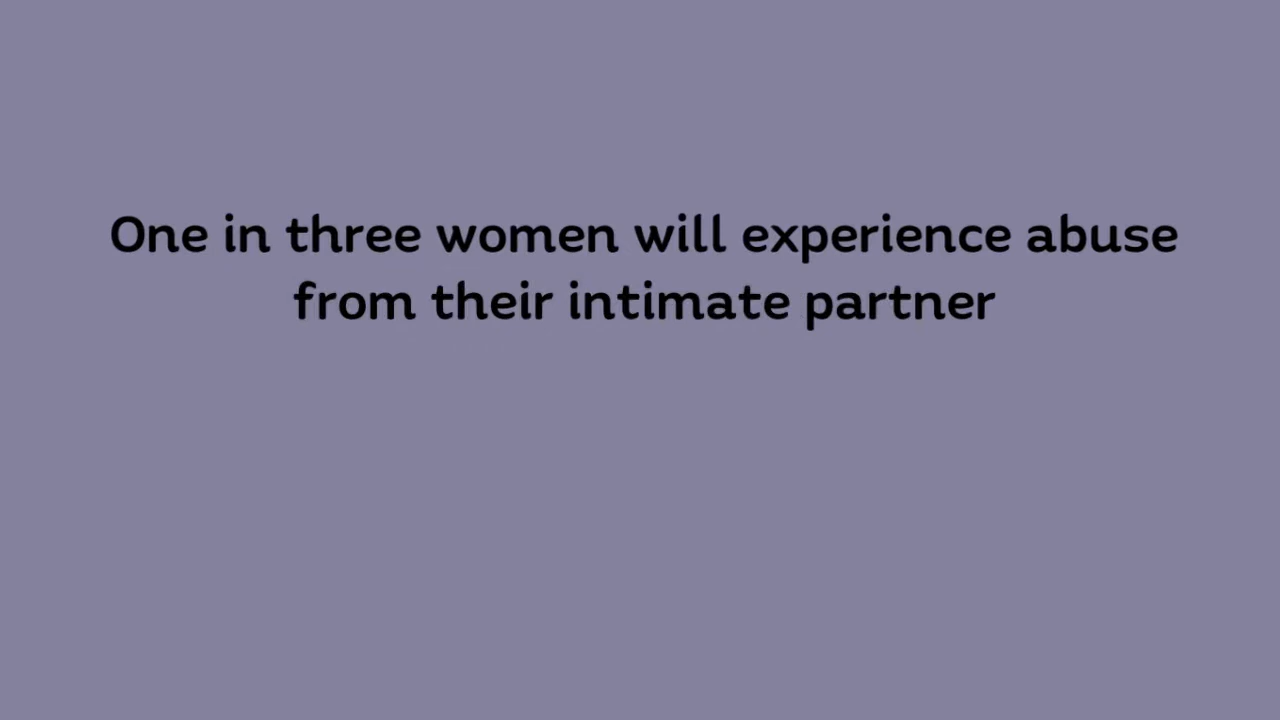 One in three women will experience abuse
from their intimate partner